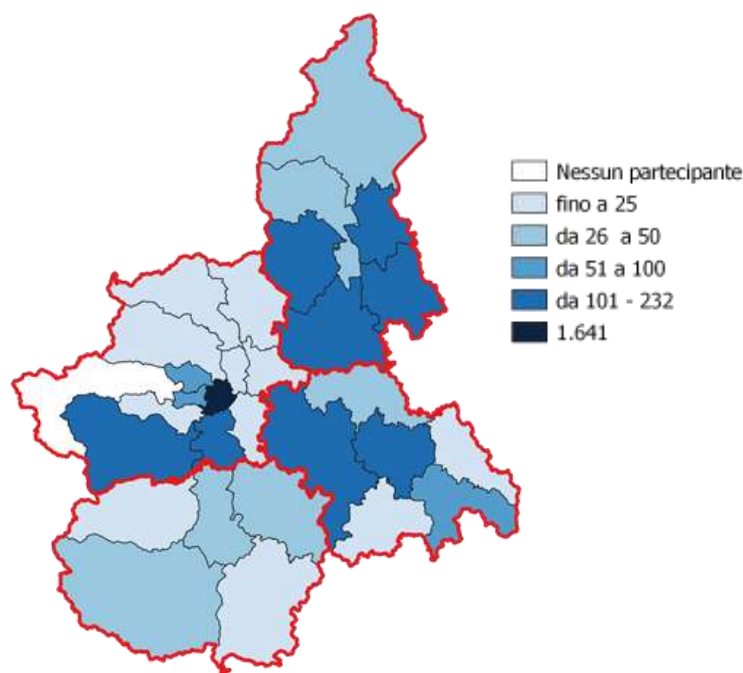 Nessun partecipante
fino a 25
da 26 a 50
da 51 a 100
da 101 - 232
1.641